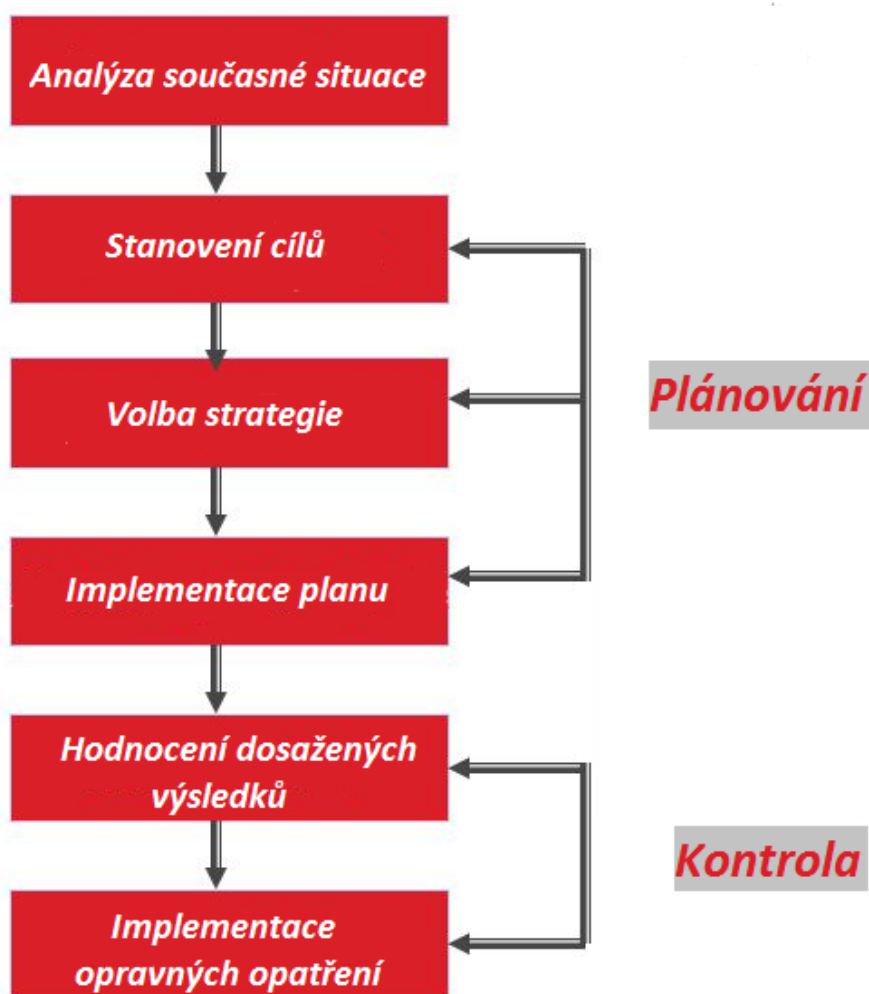 Analýza současné situace
Stanovení cílů
Volba strategie
Plánování
Implementace planu
Hodnocení dosažených
výsledků
Kontrola
Implementace
opravných opatření